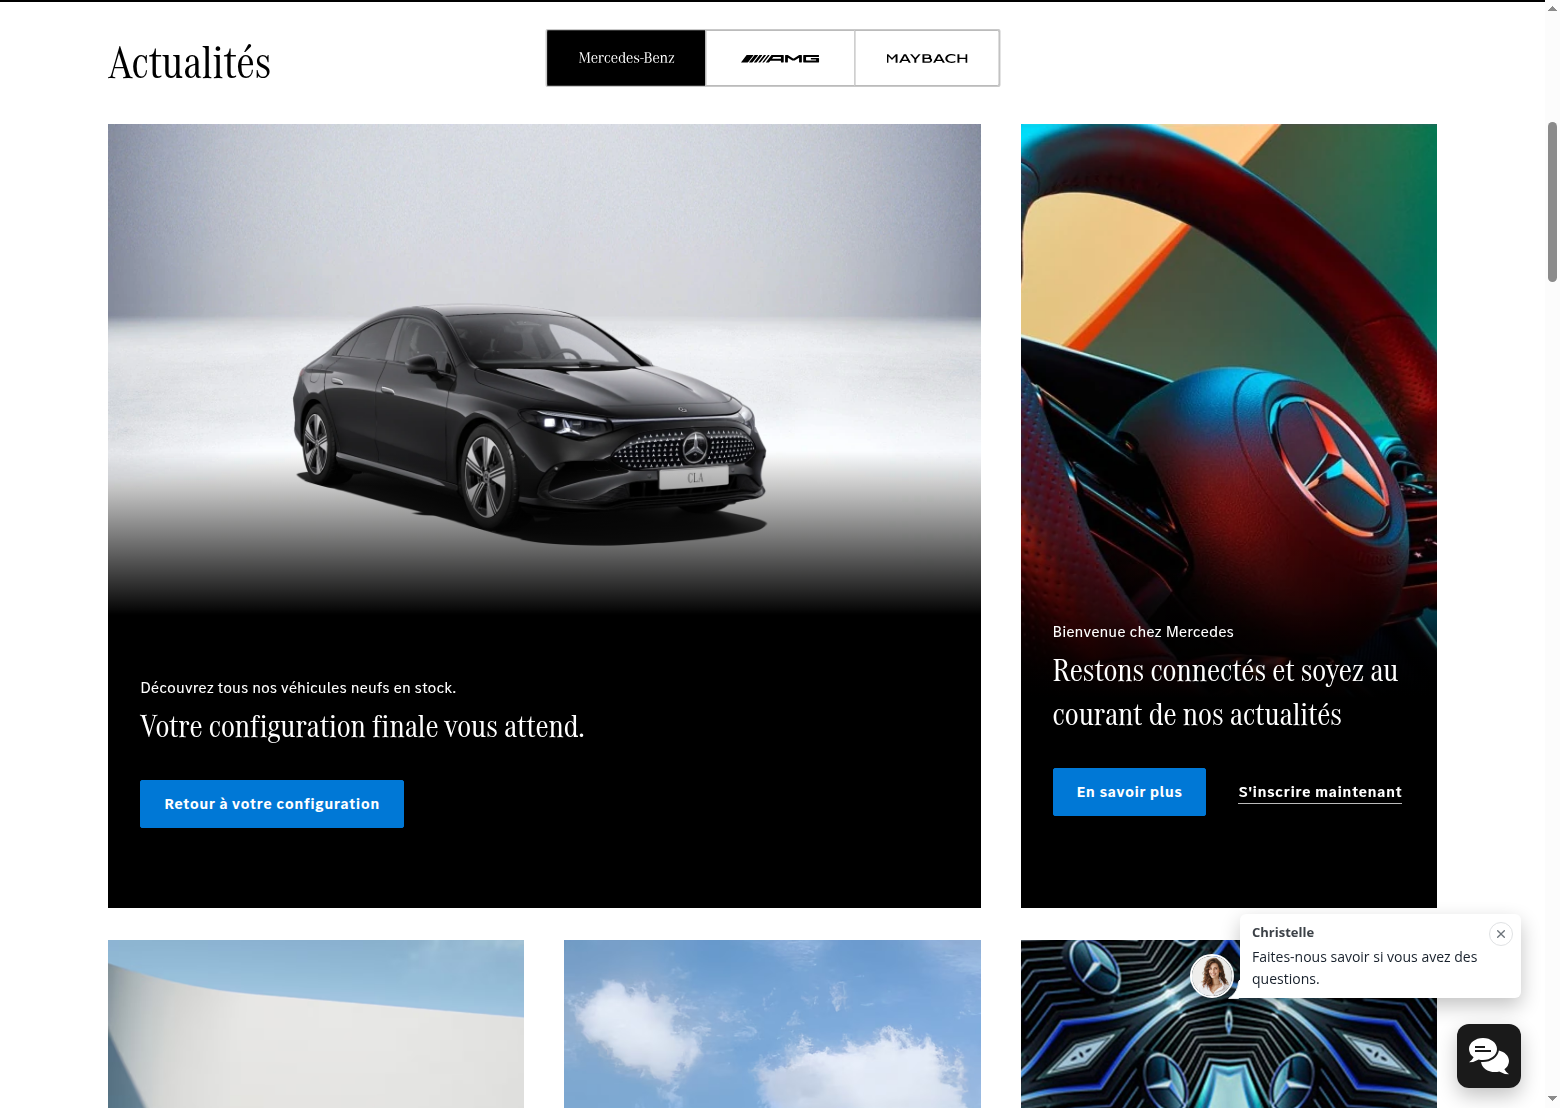 Actualités
Mercedes-Benz
AMG
MAYBACH
CLA
Découvrez tous nos véhicules neufs en stock.
Votre configuration finale vous attend.
Retour à votre configuration
Bienvenue chez Mercedes
Restons connectés et soyez au
courant de nos actualités
En savoir plus
S'inscrire maintenant
Christelle
Faites-nous savoir si vous avez des
questions.